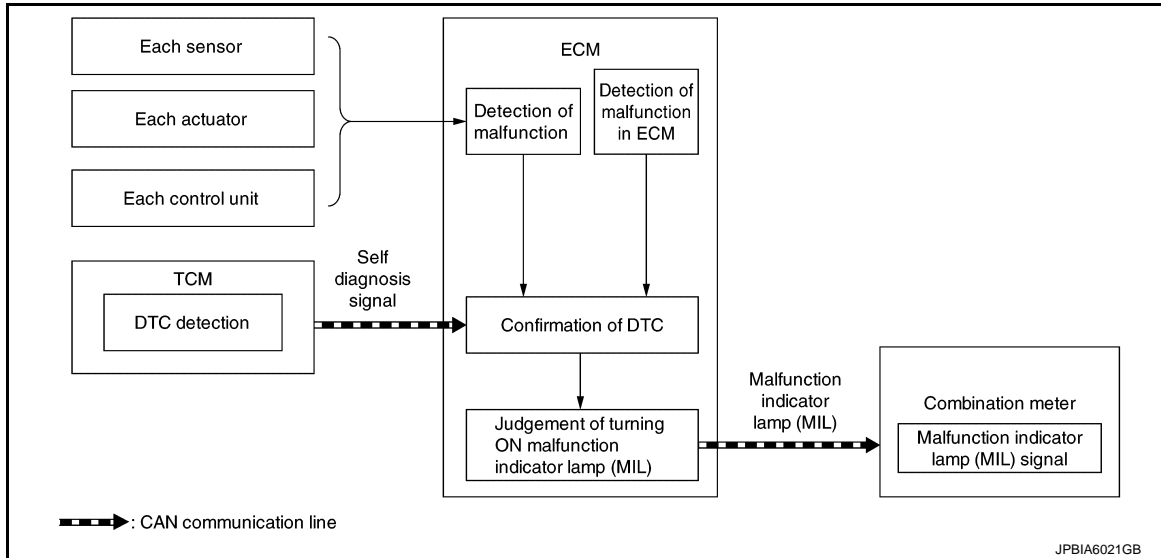 Each sensor
Each actuator
Each control unit
TCM
DTC detection
Self
diagnosis
signal
ECM
Detection of
malfunction
Detection of
malfunction
in ECM
Confirmation of DTC
Judgement of turning
ON malfunction
indicator lamp (MIL)
Malfunction
indicator
lamp (MIL)
Combination meter
Malfunction indicator
lamp (MIL) signal
: CAN communication line
JPBIA6021GB